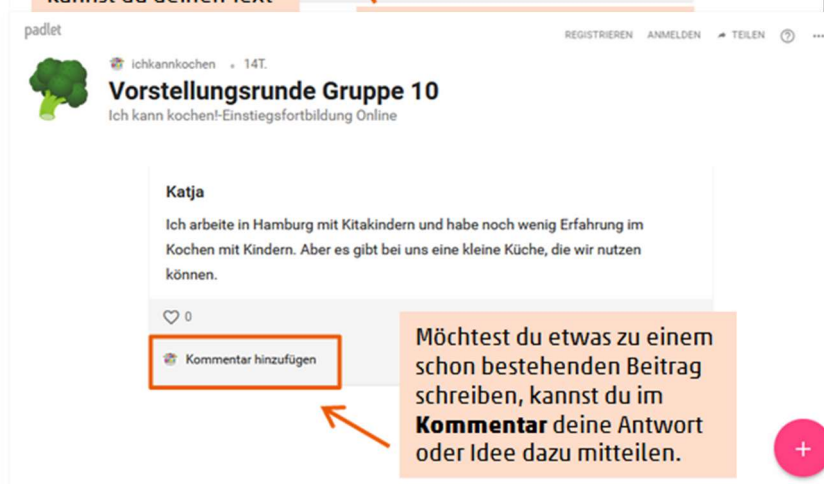 kannst du deinen Text
padlet
REGISTRIEREN ANMELDEN TEILEN
ichkannkochen • 14T.
Vorstellungsrunde Gruppe 10
Ich kann kochen!-Einstiegsfortbildung Online
Katja
Ich arbeite in Hamburg mit Kitakindern und habe noch wenig Erfahrung im
Kochen mit Kindern. Aber es gibt bei uns eine kleine Küche, die wir nutzen
können.
0
Kommentar hinzufügen
Möchtest du etwas zu einem
schon bestehenden Beitrag
schreiben, kannst du im
Kommentar deine Antwort
oder Idee dazu mitteilen.